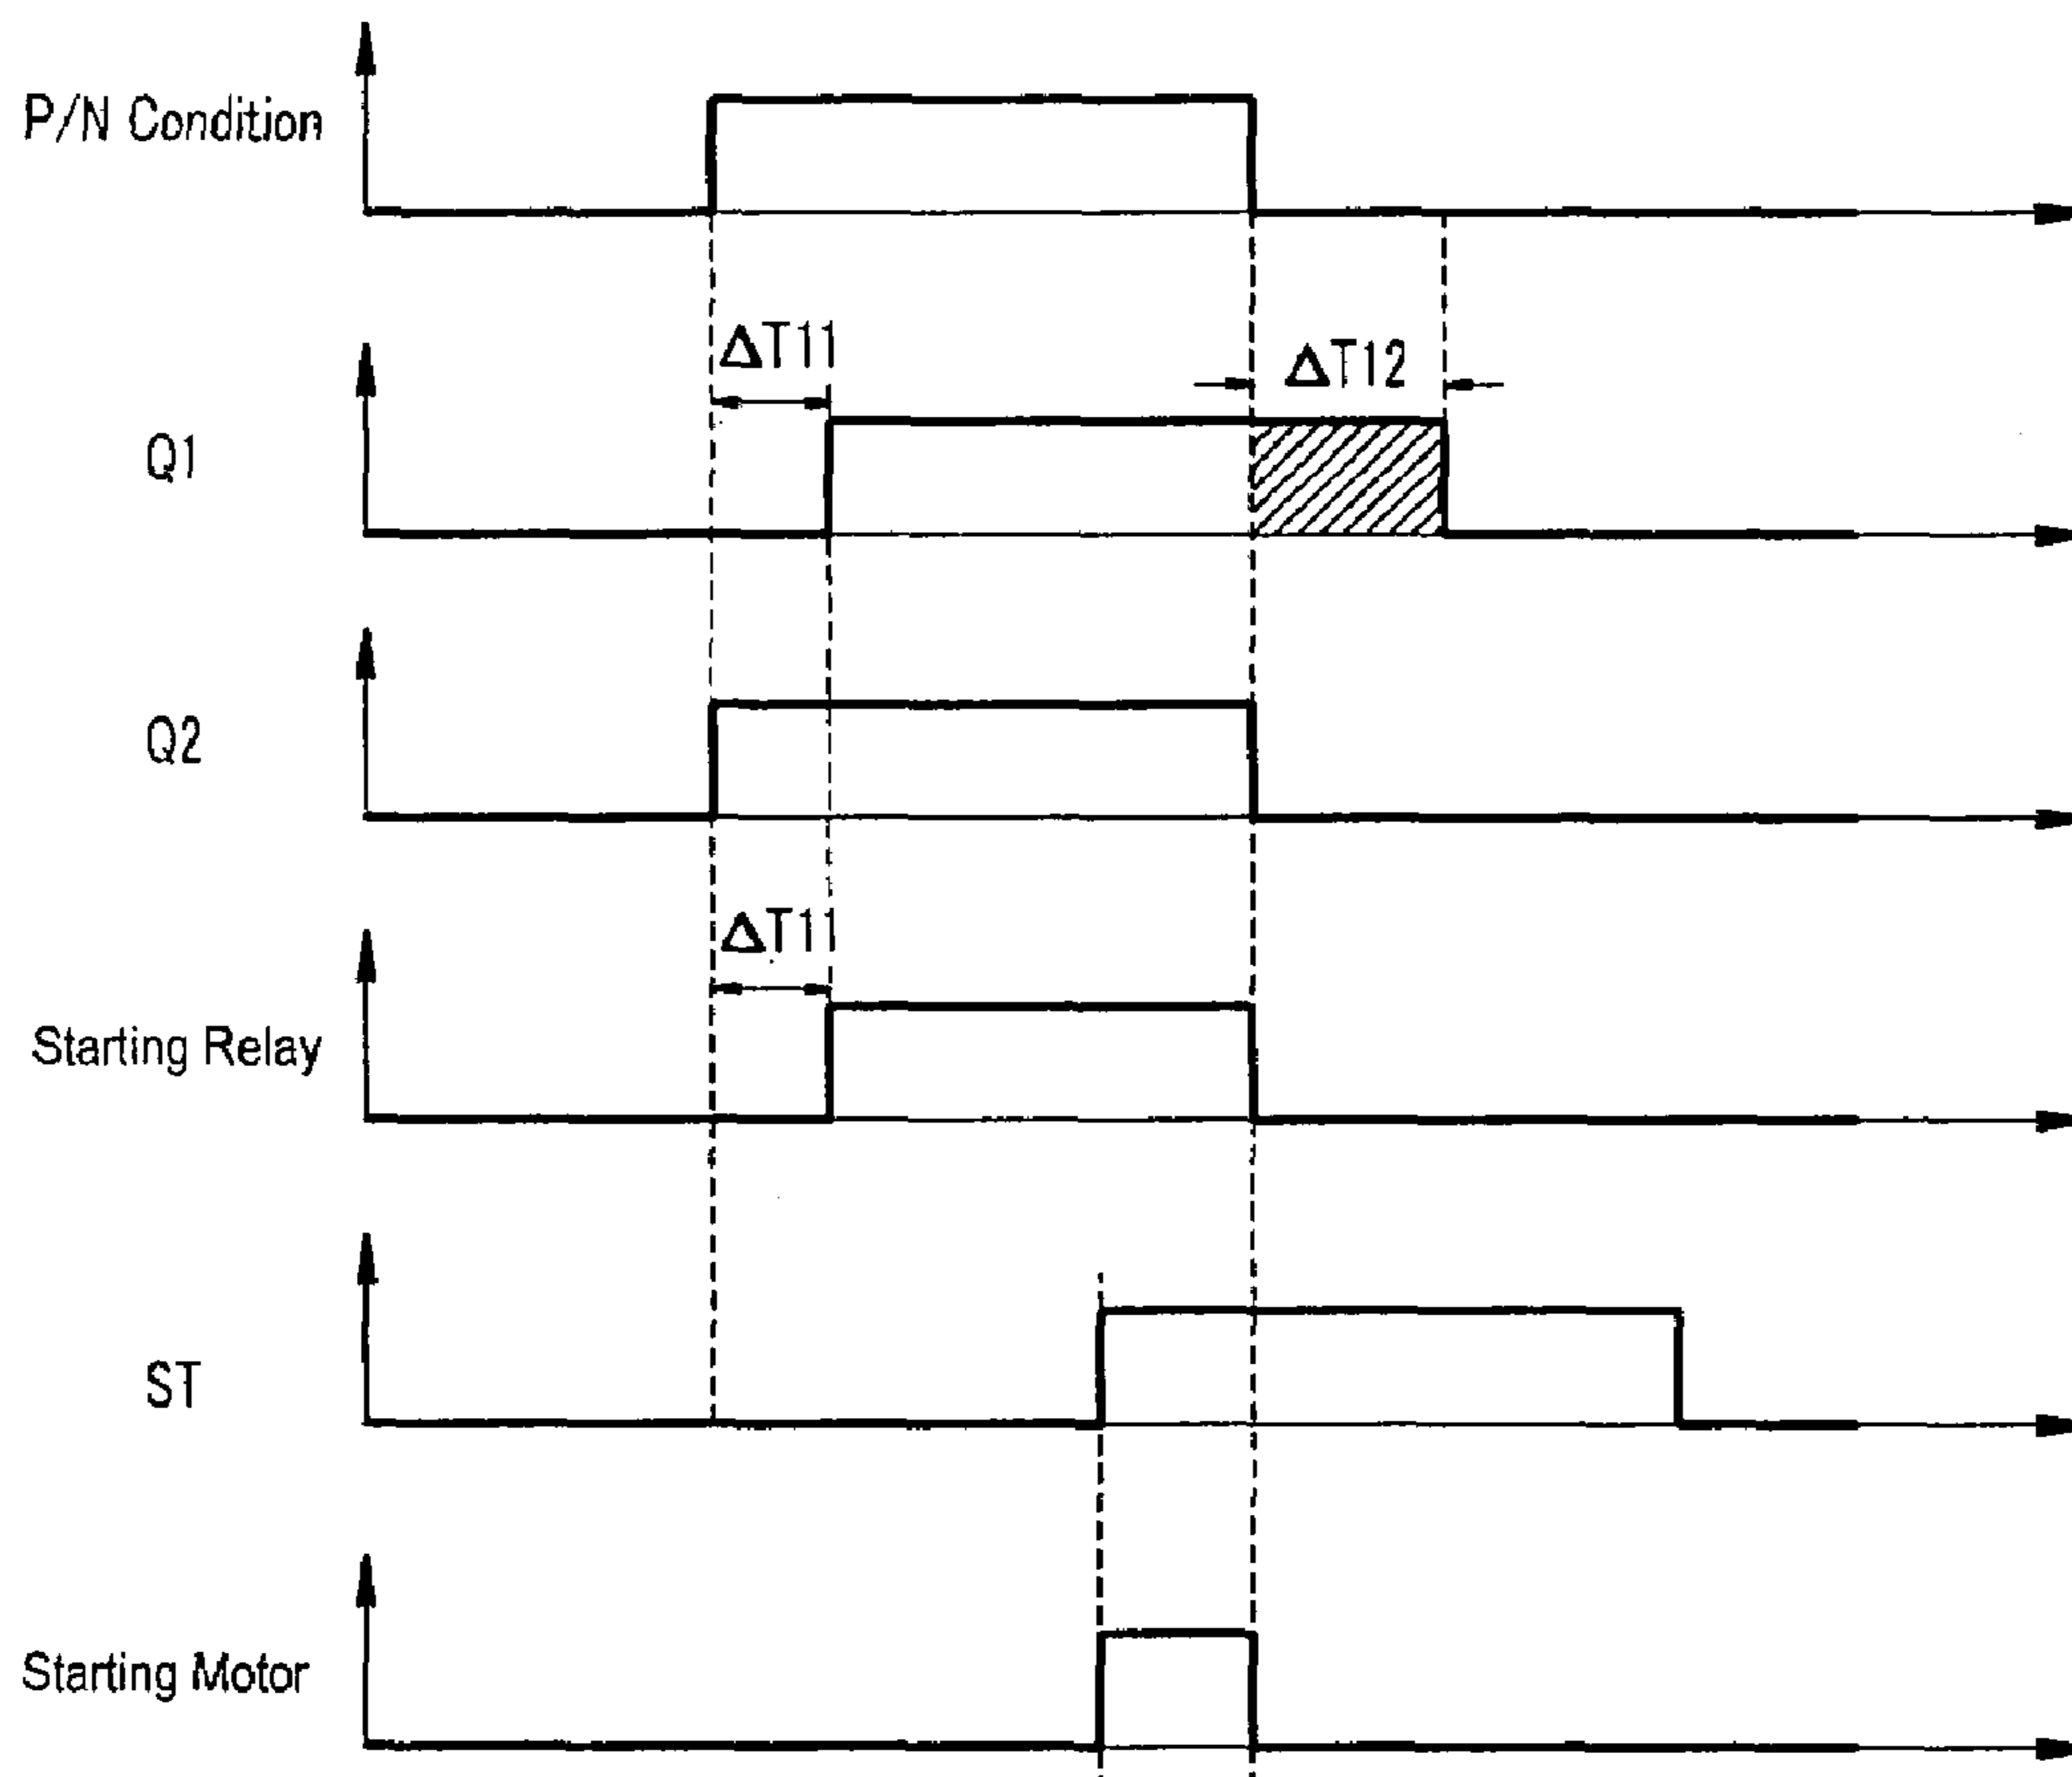 P/N Condition
ΔT11
ΔT12
Q1
Q2
ΔT11
Starting Relay
ST
Starting Motor